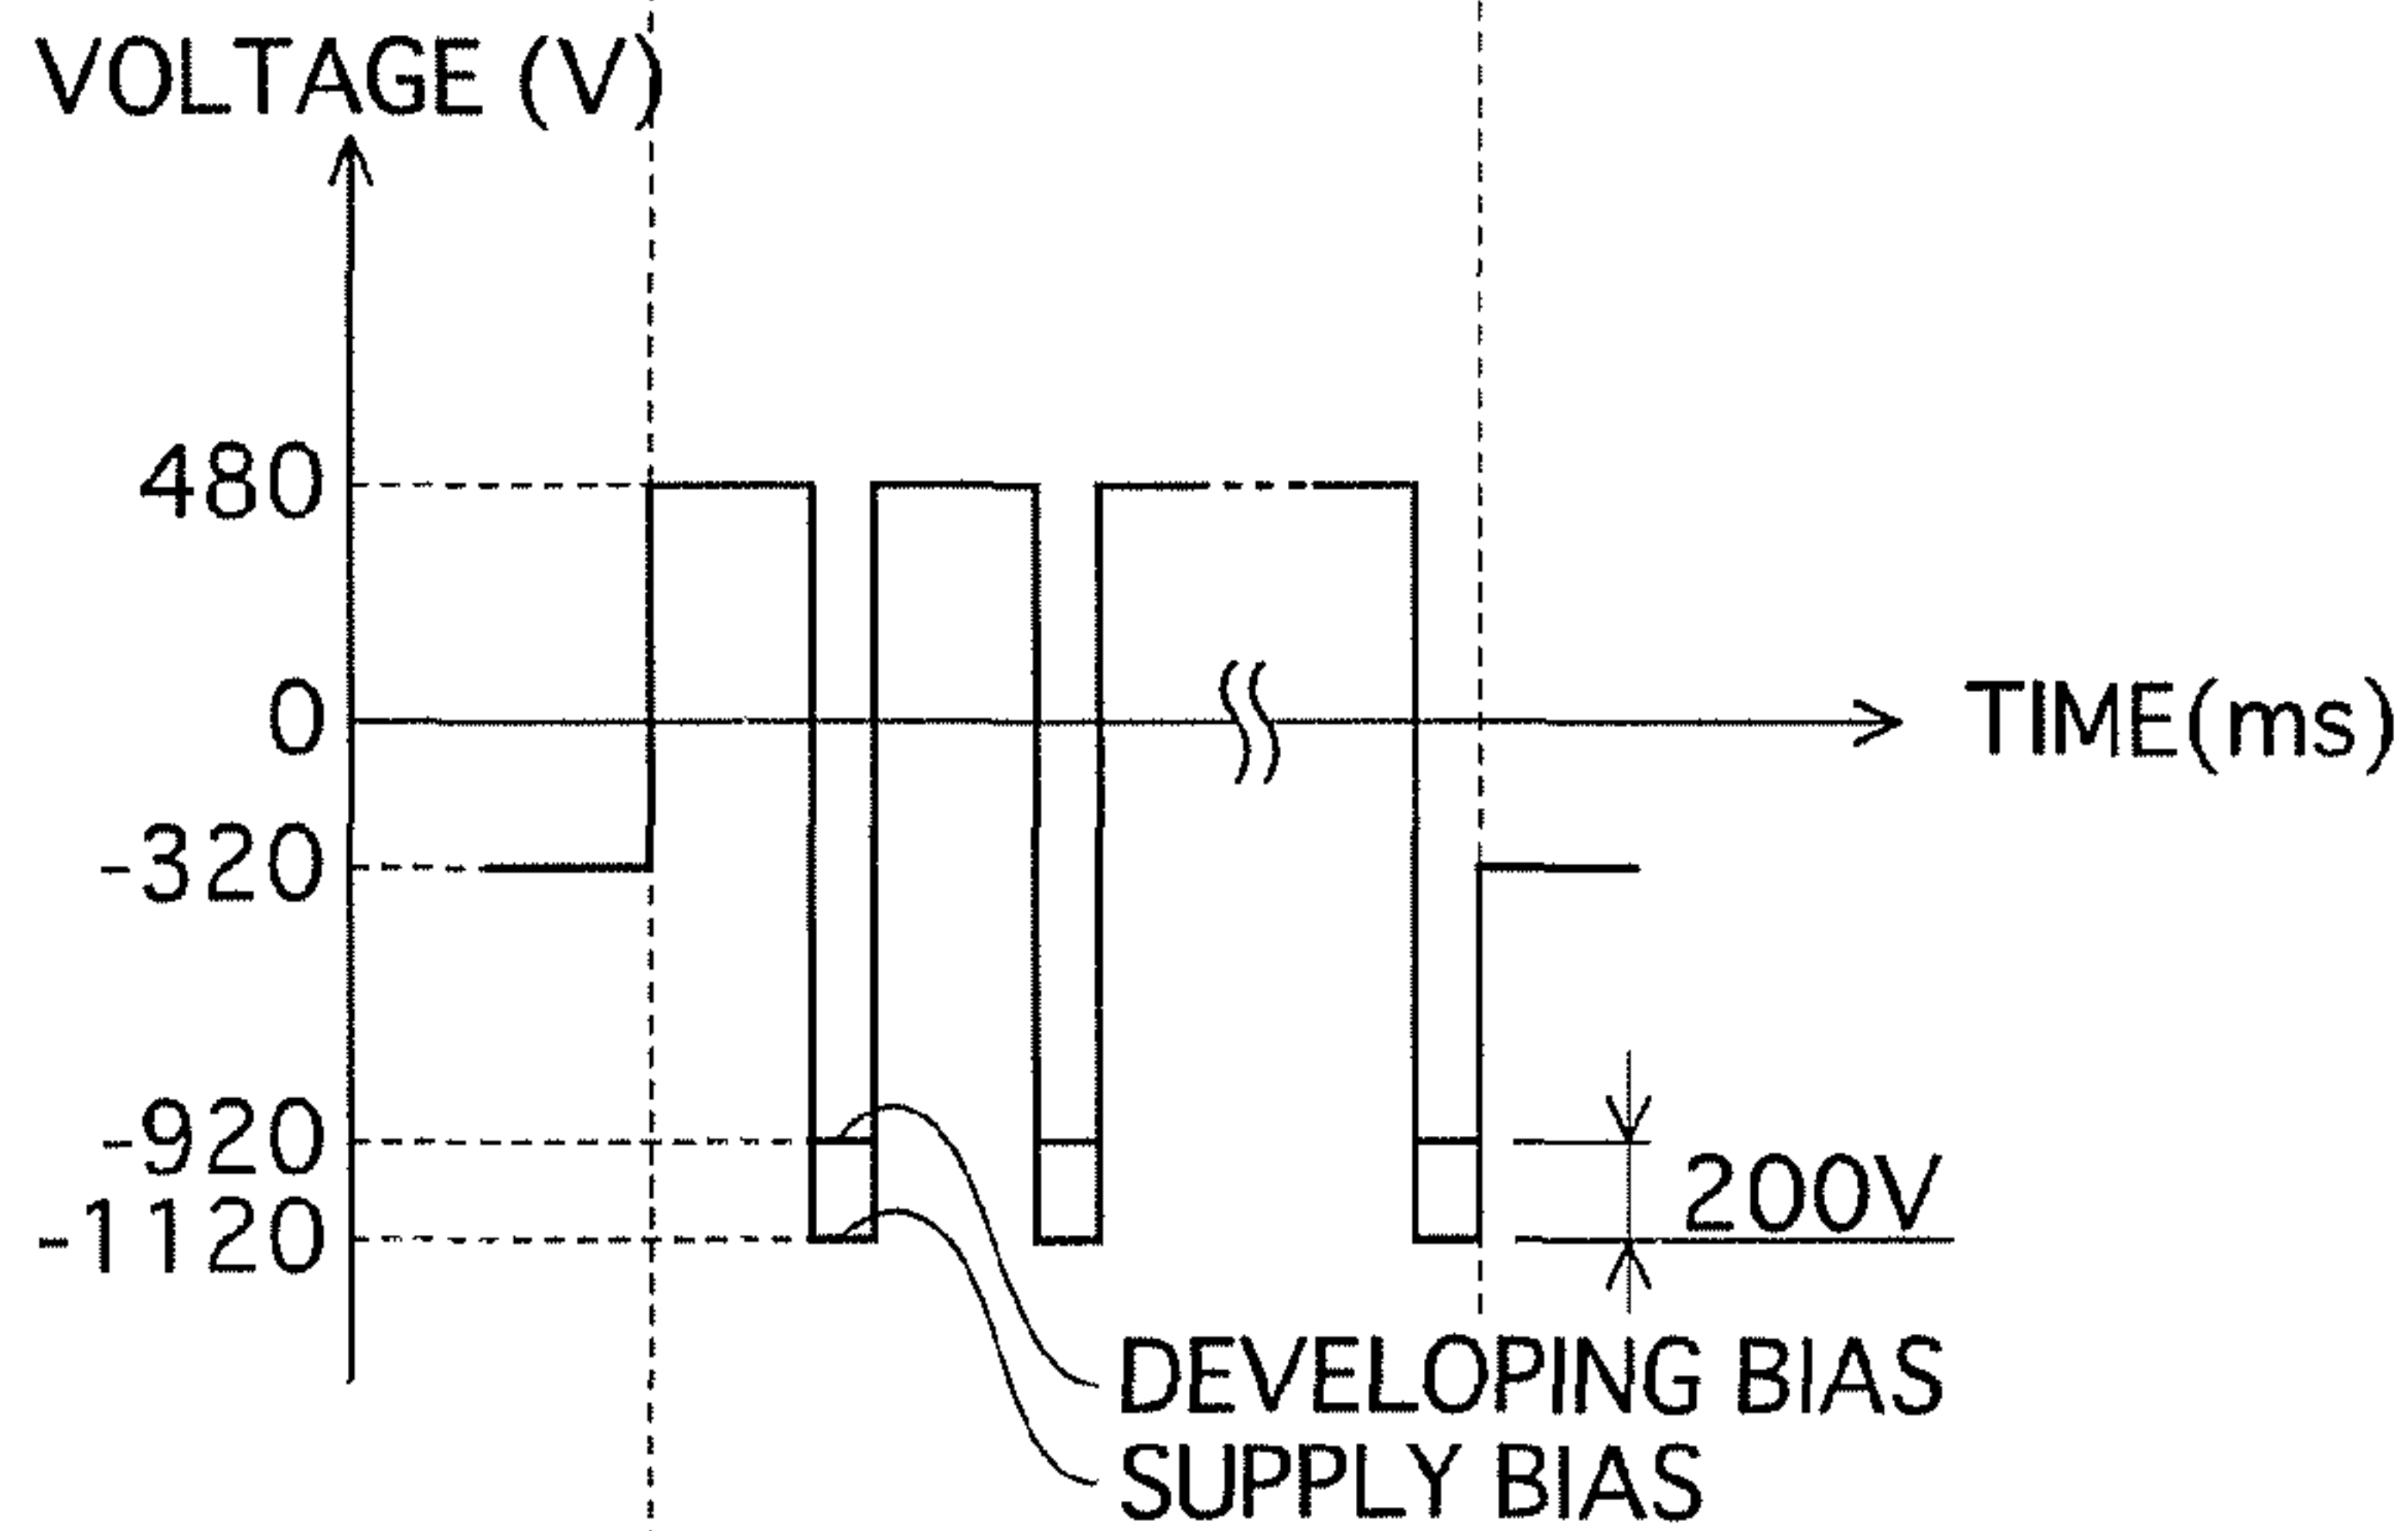 VOLTAGE (V)
480
0
TIME(ms)
-320
-920
-1120
200V
DEVELOPING BIAS
SUPPLY BIAS